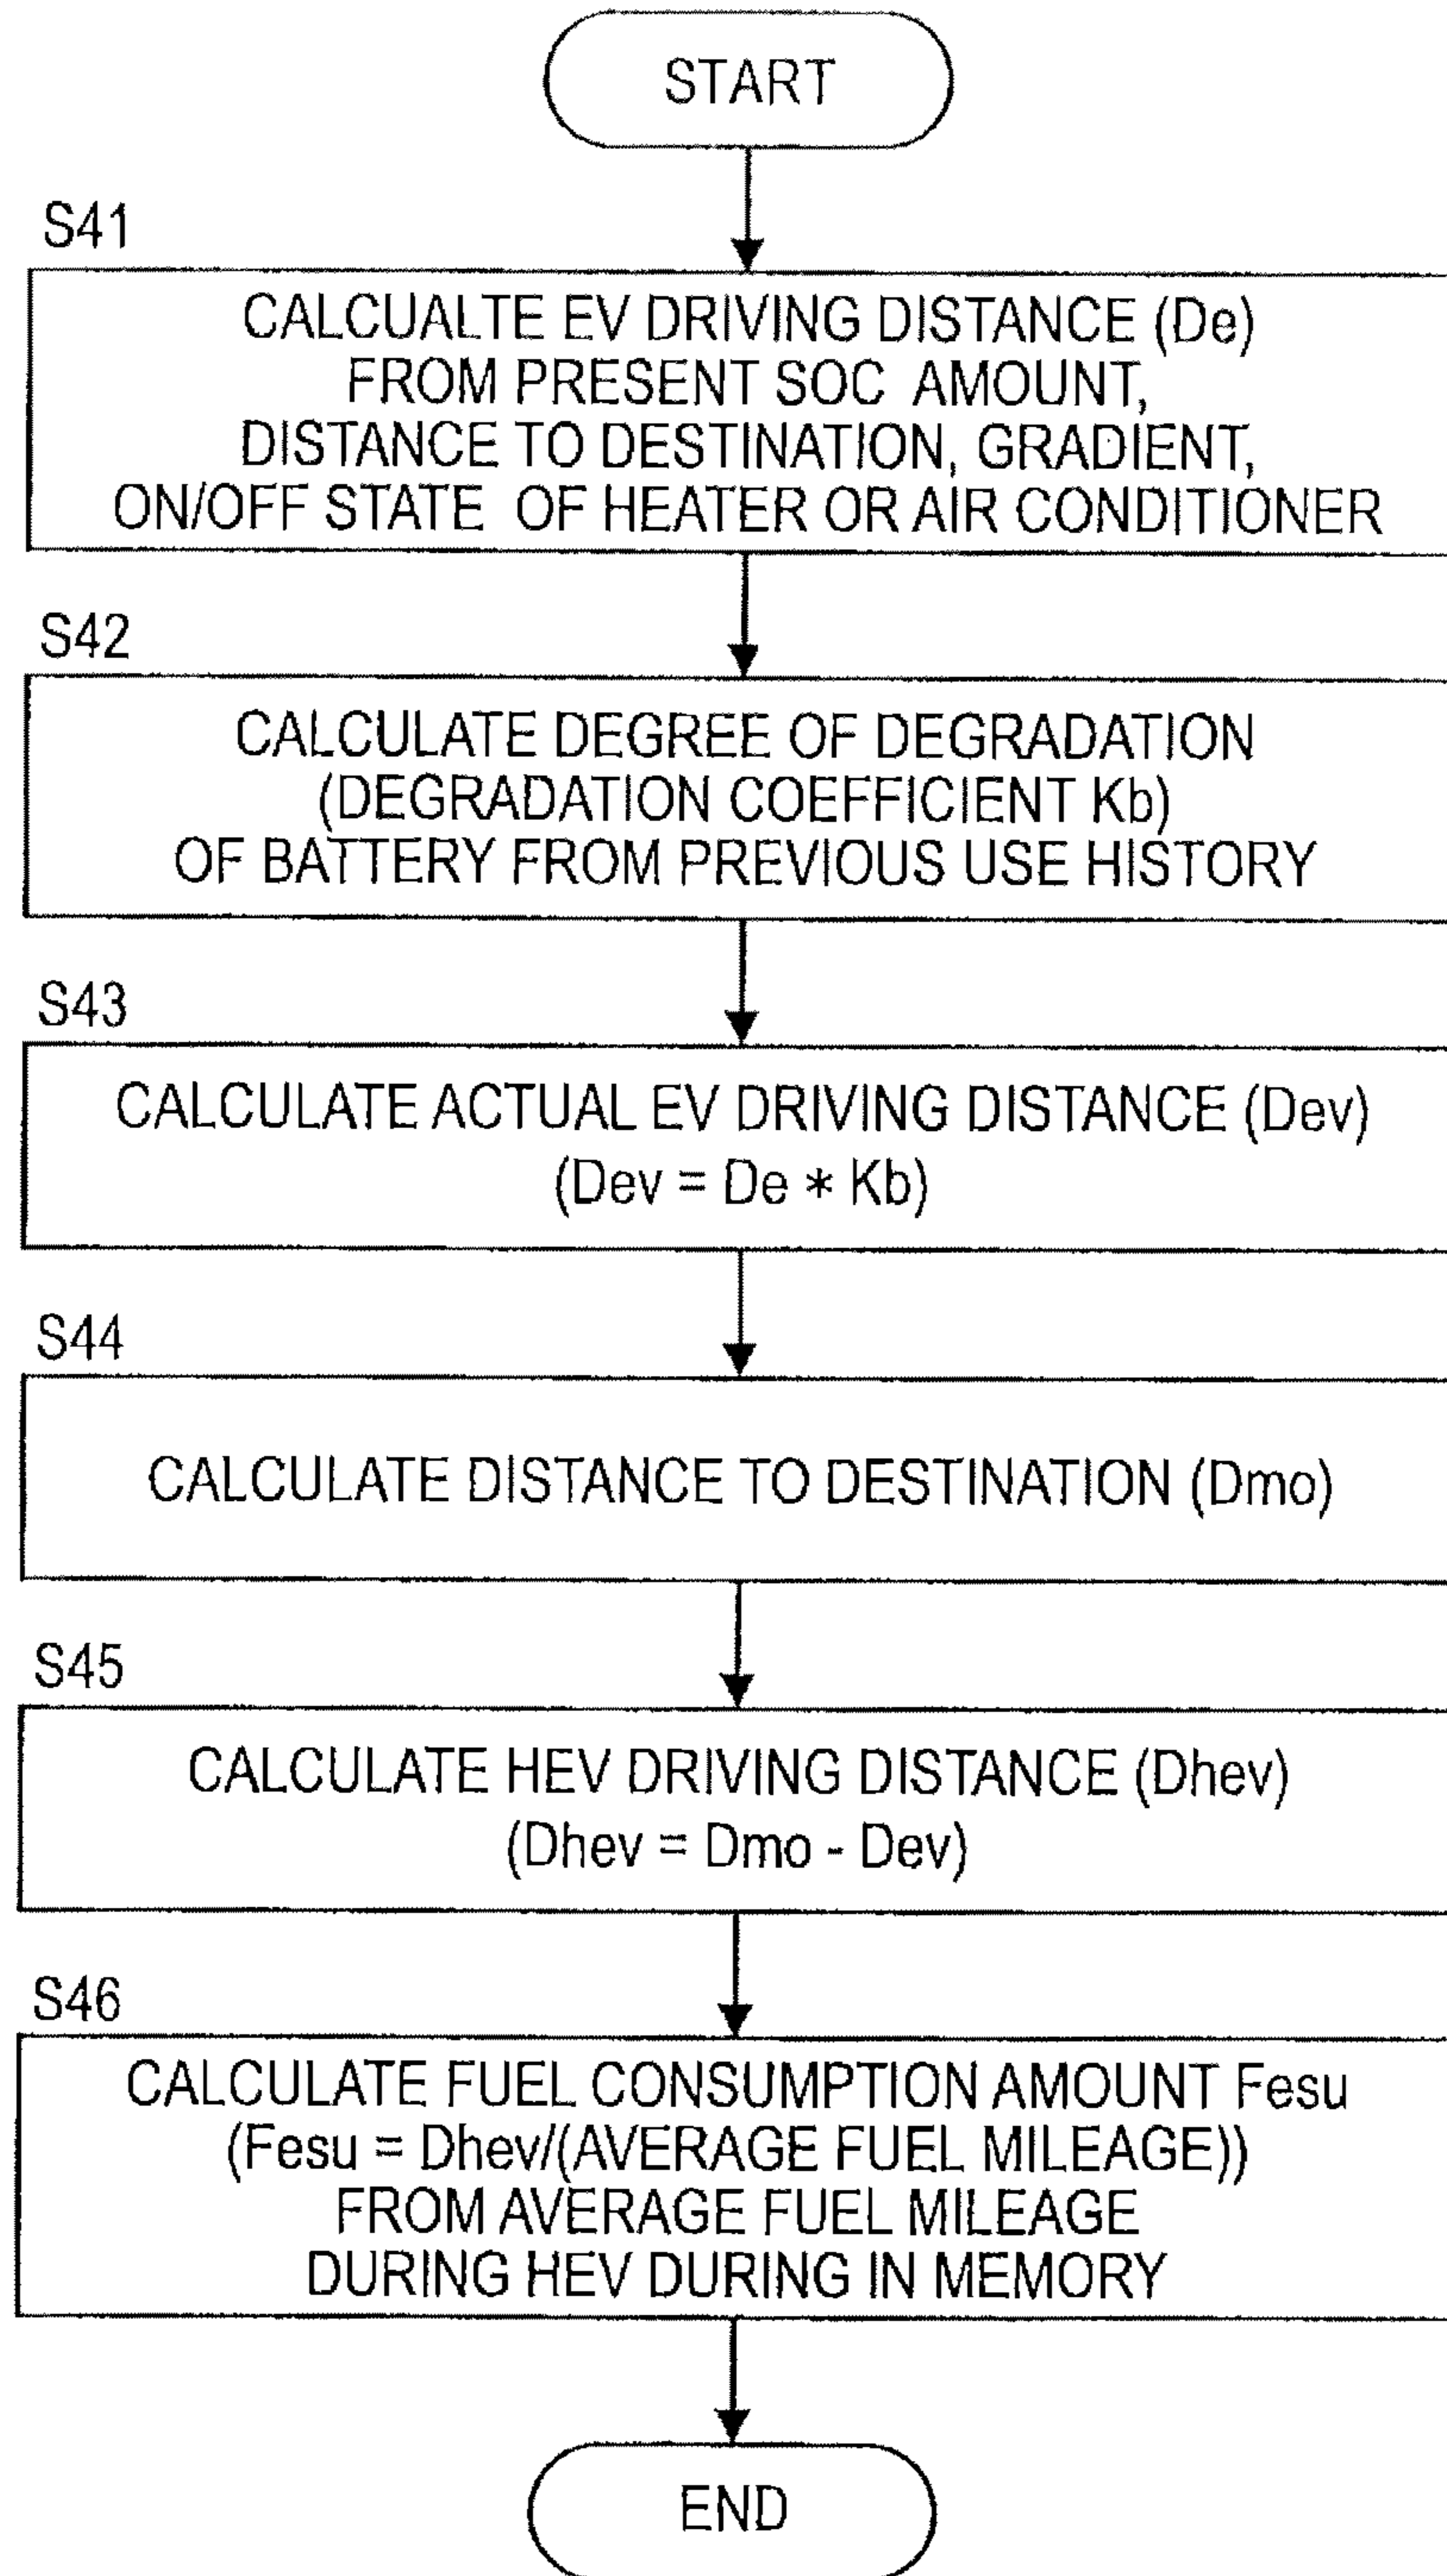 START
S41
CALCUALTE EV DRIVING DISTANCE (De)
FROM PRESENT SOC AMOUNT,
DISTANCE TO DESTINATION, GRADIENT,
ON/OFF STATE OF HEATER OR AIR CONDITIONER
S42
CALCULATE DEGREE OF DEGRADATION
(DEGRADATION COEFFICIENT Kb)
OF BATTERY FROM PREVIOUS USE HISTORY
S43
CALCULATE ACTUAL EV DRIVING DISTANCE (Dev)
(Dev = De * Kb)
S44
CALCULATE DISTANCE TO DESTINATION (Dmo)
S45
CALCULATE HEV DRIVING DISTANCE (Dhev)
(Dhev = Dmo - Dev)
S46
CALCULATE FUEL CONSUMPTION AMOUNT Fesu
(Fesu = Dhev/(AVERAGE FUEL MILEAGE))
FROM AVERAGE FUEL MILEAGE
DURING HEV DURING IN MEMORY
END